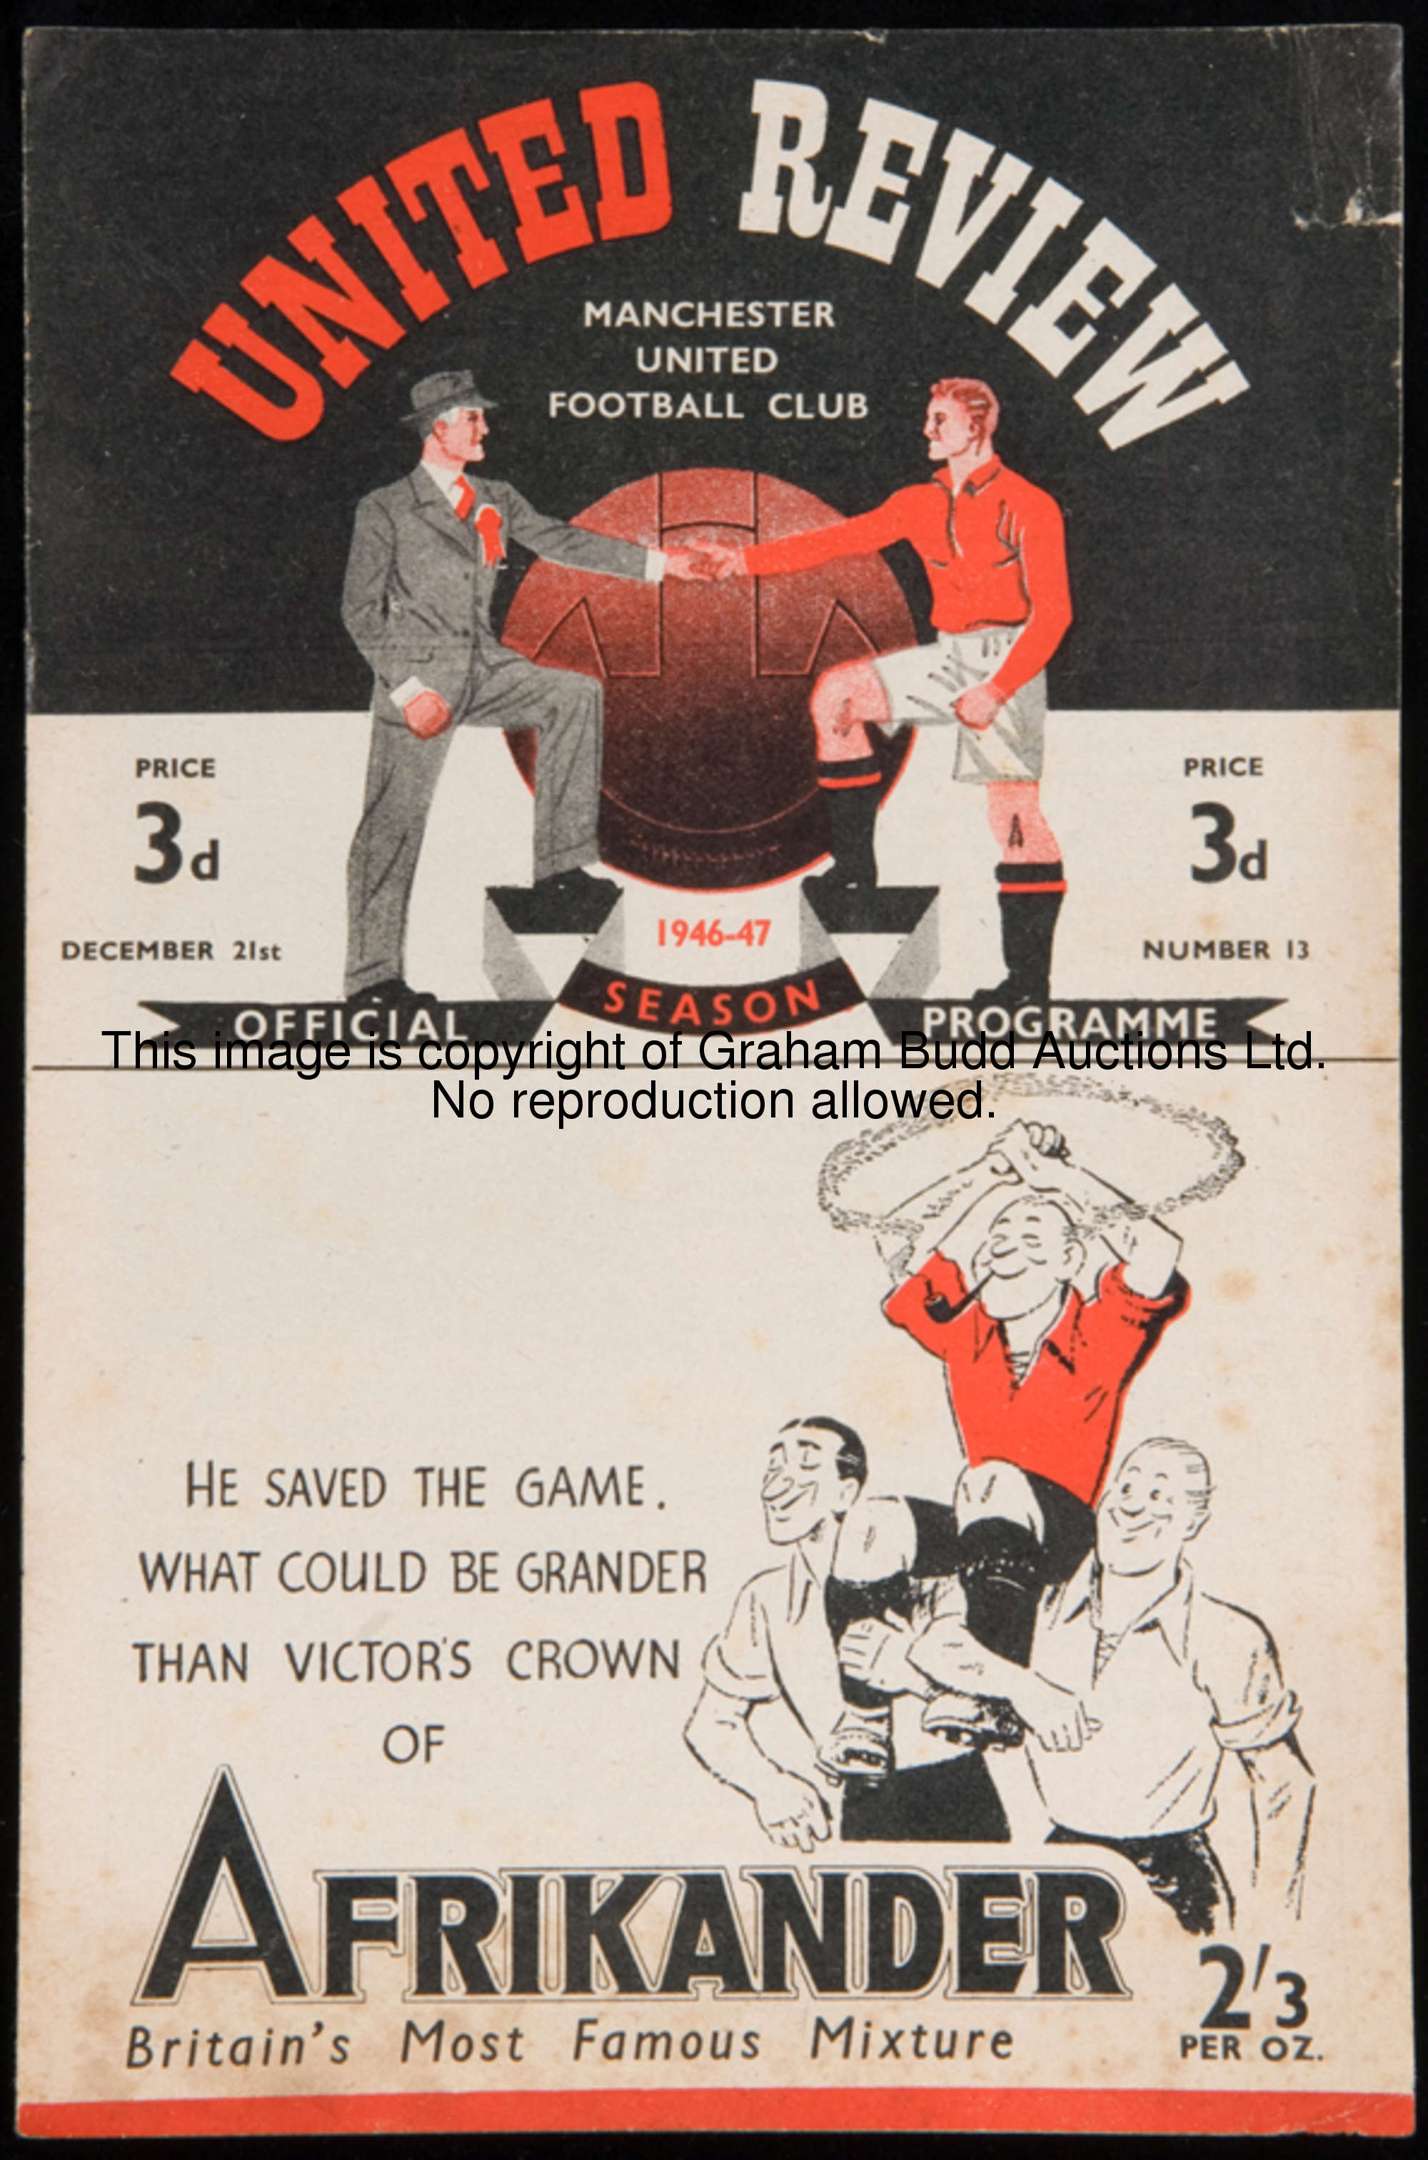 UNITED REVIEW
MANCHESTER
UNITED
FOOTBALL CLUB
PRICE
3d
DECEMBER 21st
PRICE
3d
NUMBER 13
1946-47
SEASON
OFFICIAL
PROGRAMME
This image is copyright of Graham Budd Auctions Ltd.
No reproduction allowed.
HE SAVED THE GAME.
WHAT COULD BE GRANDER
THAN VICTOR'S CROWN
OF
AFRIKANDER
Britain's Most Famous Mixture
2/3
PER OZ.